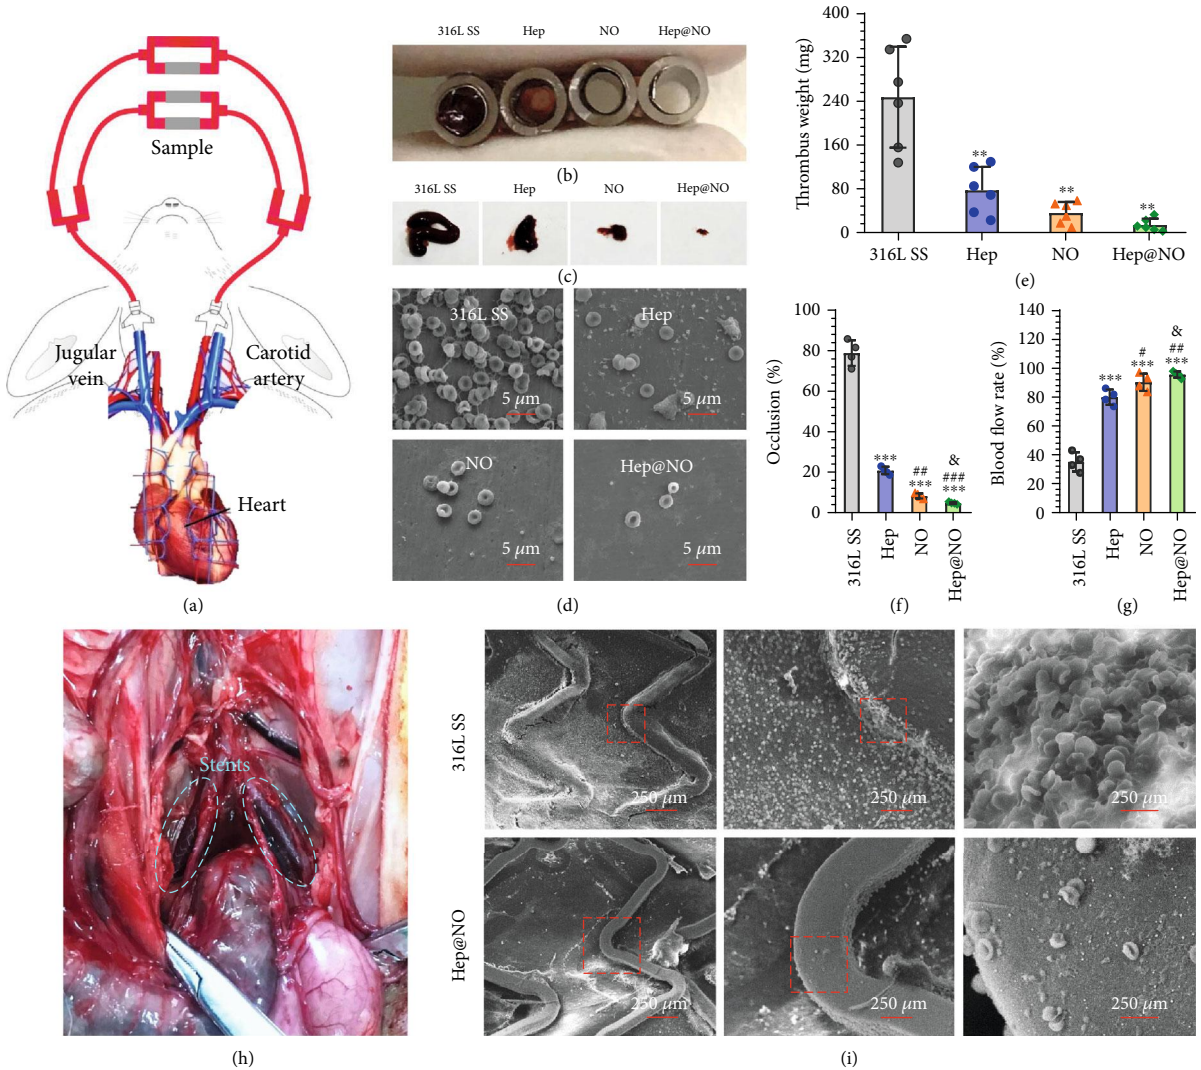 Sample
Jugular
vein
Carotid
artery
Heart
(a)
316L SS Hep NO Hep@NO
(b)
316L SS Hep NO Hep@NO
(c)
316L SS
5 μm
Hep
5 μm
NO
5 μm
Hep@NO
5 μm
(d)
Thrombus weight (mg)
400
320
240
160
80
0
**
**
**
316L SS Hep NO Hep@NO
(e)
Occlusion (%)
100
80
60
40
20
0
***
##
***
&
###
***
316L SS
Hep
NO
Hep@NO
(f)
Blood flow rate (%)
140
120
100
80
60
40
20
0
***
#
***
&
##
***
316L SS
Hep
NO
Hep@NO
(g)
Stents
(h)
316L SS
250 μm
250 μm
250 μm
Hep@NO
250 μm
250 μm
250 μm
(i)